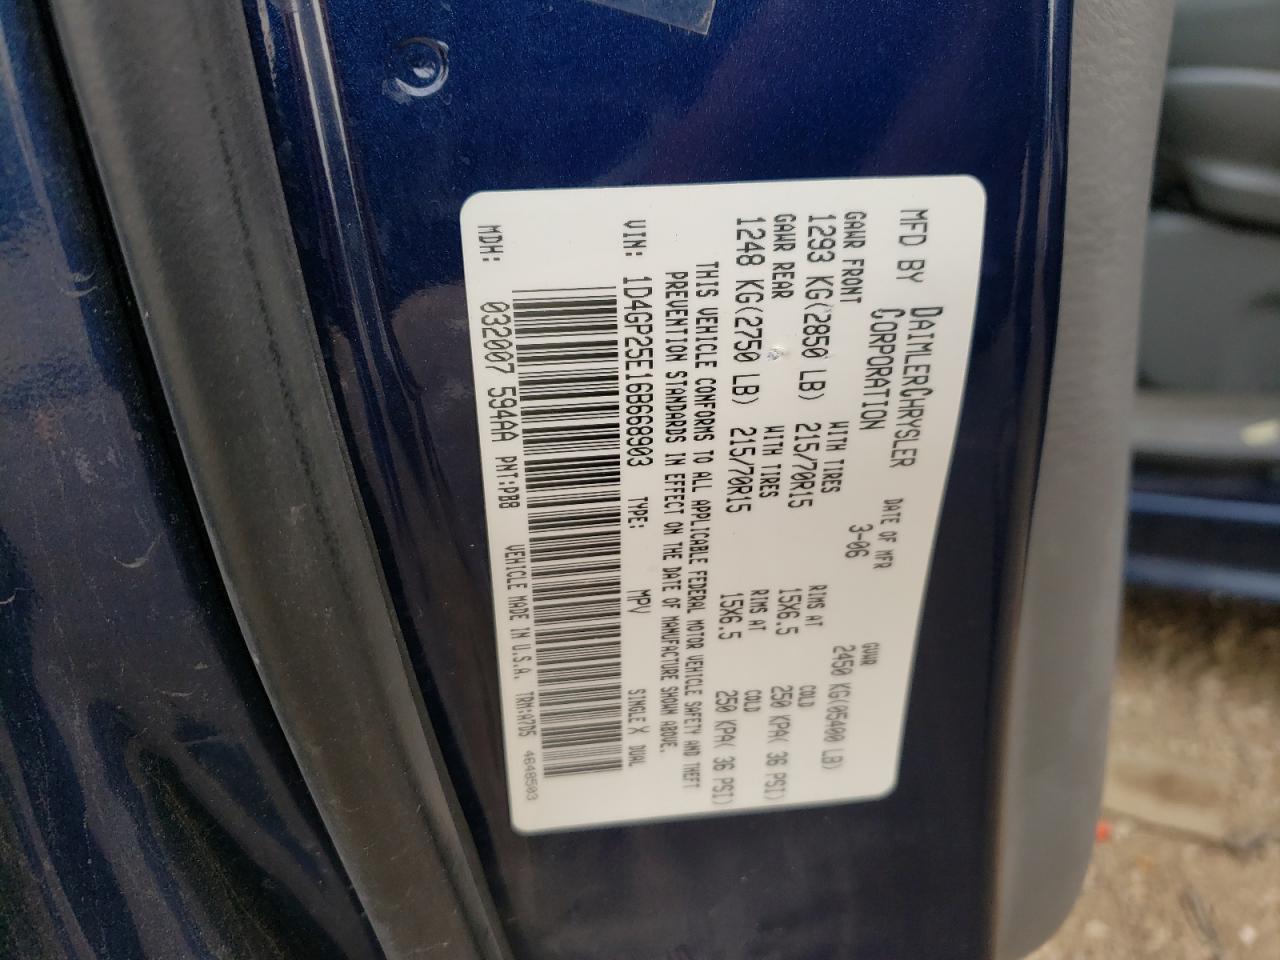 MFD BY DAIMLERCHRYSLER CORPORATION DATE OF MFR 3-06 GVWR 2450 KG(05400 LB)
GAWR FRONT WITH TIRES RIMS AT COLD
1293 KG(2850 LB) 215/70R15 15X6.5 250 KPA( 36 PSI)
GAWR REAR WITH TIRES RIMS AT COLD
1248 KG(2750 LB) 215/70R15 15X6.5 250 KPA( 36 PSI)
THIS VEHICLE CONFORMS TO ALL APPLICABLE FEDERAL MOTOR VEHICLE SAFETY AND THEFT
PREVENTION STANDARDS IN EFFECT ON THE DATE OF MANUFACTURE SHOWN ABOVE.
VIN: 1D4GP25E16B668903 TYPE: MPV SINGLE X DUAL
MDH: 032007 594AA PNT:PB8 VEHICLE MADE IN U.S.A. TRM:A7D5 4648503